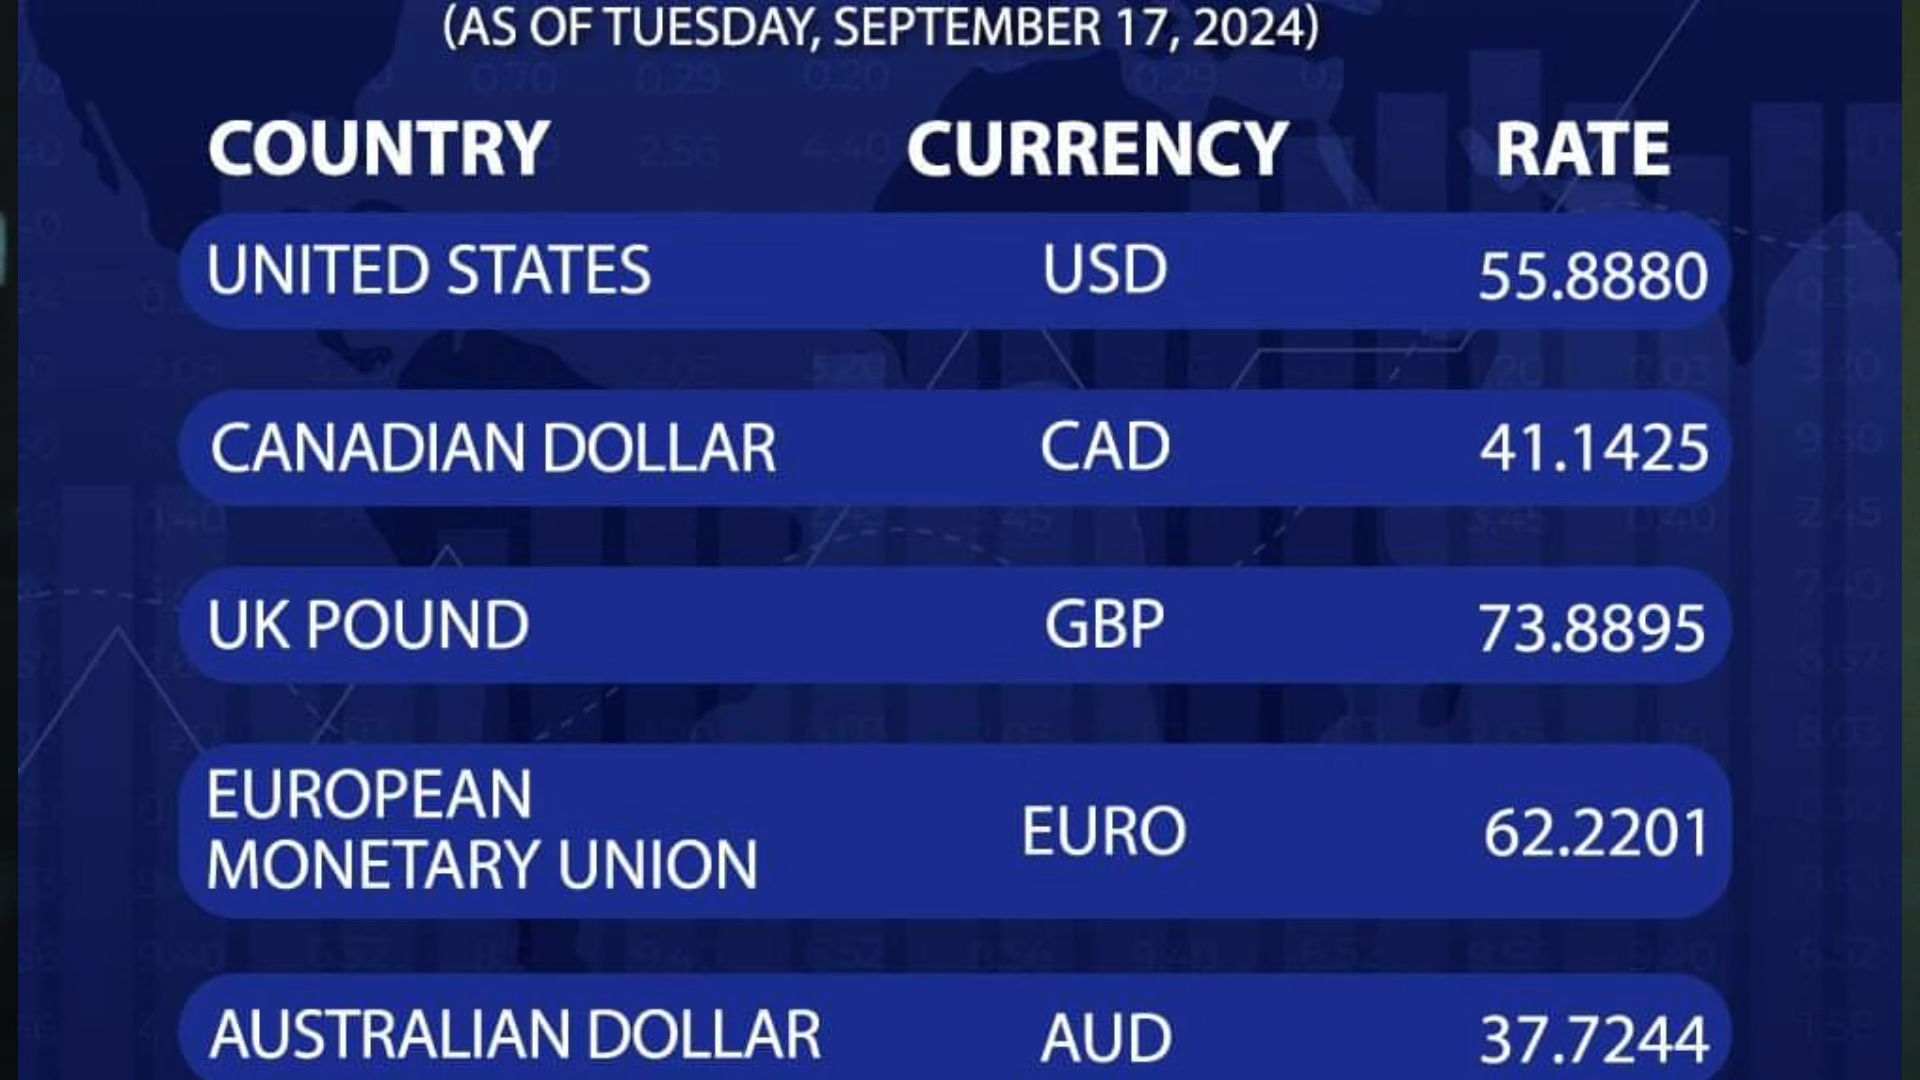 (AS OF TUESDAY, SEPTEMBER 17, 2024)
COUNTRY CURRENCY RATE
UNITED STATES USD 55.8880
CANADIAN DOLLAR CAD 41.1425
UK POUND GBP 73.8895
EUROPEAN
MONETARY UNION EURO 62.2201
AUSTRALIAN DOLLAR AUD 37.7244